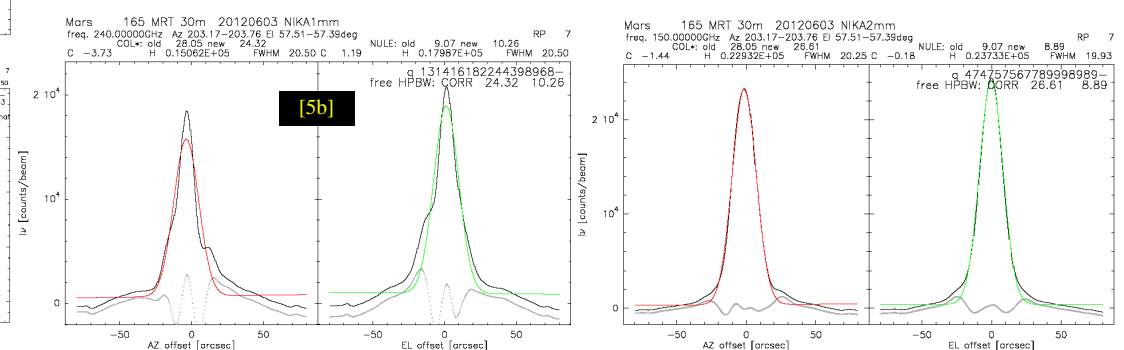 Mars 165 MRT 30m 20120603 NIKA1mm
freq. 240.00000GHz Az 203.17-203.76 El 57.51-57.39deg RP 7
COL*: old 28.05 new 24.32 NULE: old 9.07 new 10.26
C -3.73 H 0.15062E+05 FWHM 20.50 C 1.19 H 0.17987E+05 FWHM 20.50
q 131416182244398968-
free HPBW: CORR 24.32 10.26
[5b]
Iν [counts/beam]
2 10⁴
10⁴
0
-50 0 50 -50 0 50
AZ offset [arcsec] EL offset [arcsec]
Mars 165 MRT 30m 20120603 NIKA2mm
freq. 150.00000GHz Az 203.17-203.76 El 57.51-57.39deg RP 7
COL*: old 28.05 new 26.61 NULE: old 9.07 new 8.89
C -1.44 H 0.22932E+05 FWHM 20.25 C -0.18 H 0.23733E+05 FWHM 19.93
q 474757567789998989-
free HPBW: CORR 26.61 8.89
Iν [counts/beam]
2 10⁴
10⁴
0
-50 0 50 -50 0 50
AZ offset [arcsec] EL offset [arcsec]